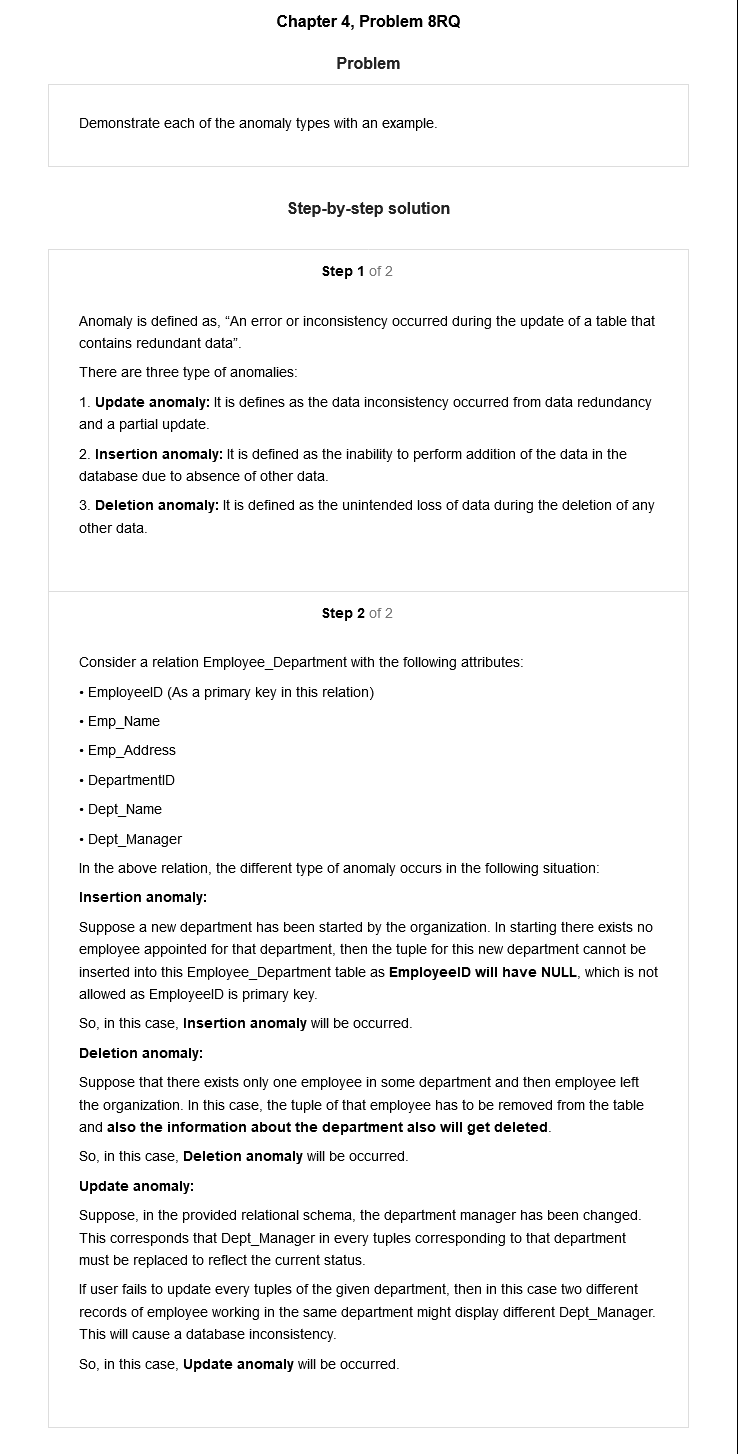 Chapter 4, Problem 8RQ
Problem
Demonstrate each of the anomaly types with an example.
Step-by-step solution
Step 1 of 2
Anomaly is defined as, “An error or inconsistency occurred during the update of a table that
contains redundant data”.
There are three type of anomalies:
1. Update anomaly: It is defines as the data inconsistency occurred from data redundancy
and a partial update.
2. Insertion anomaly: It is defined as the inability to perform addition of the data in the
database due to absence of other data.
3. Deletion anomaly: It is defined as the unintended loss of data during the deletion of any
other data.
Step 2 of 2
Consider a relation Employee_Department with the following attributes:
• EmployeeID (As a primary key in this relation)
• Emp_Name
• Emp_Address
• DepartmentID
• Dept_Name
• Dept_Manager
In the above relation, the different type of anomaly occurs in the following situation:
Insertion anomaly:
Suppose a new department has been started by the organization. In starting there exists no
employee appointed for that department, then the tuple for this new department cannot be
inserted into this Employee_Department table as EmployeeID will have NULL, which is not
allowed as EmployeeID is primary key.
So, in this case, Insertion anomaly will be occurred.
Deletion anomaly:
Suppose that there exists only one employee in some department and then employee left
the organization. In this case, the tuple of that employee has to be removed from the table
and also the information about the department also will get deleted.
So, in this case, Deletion anomaly will be occurred.
Update anomaly:
Suppose, in the provided relational schema, the department manager has been changed.
This corresponds that Dept_Manager in every tuples corresponding to that department
must be replaced to reflect the current status.
If user fails to update every tuples of the given department, then in this case two different
records of employee working in the same department might display different Dept_Manager.
This will cause a database inconsistency.
So, in this case, Update anomaly will be occurred.